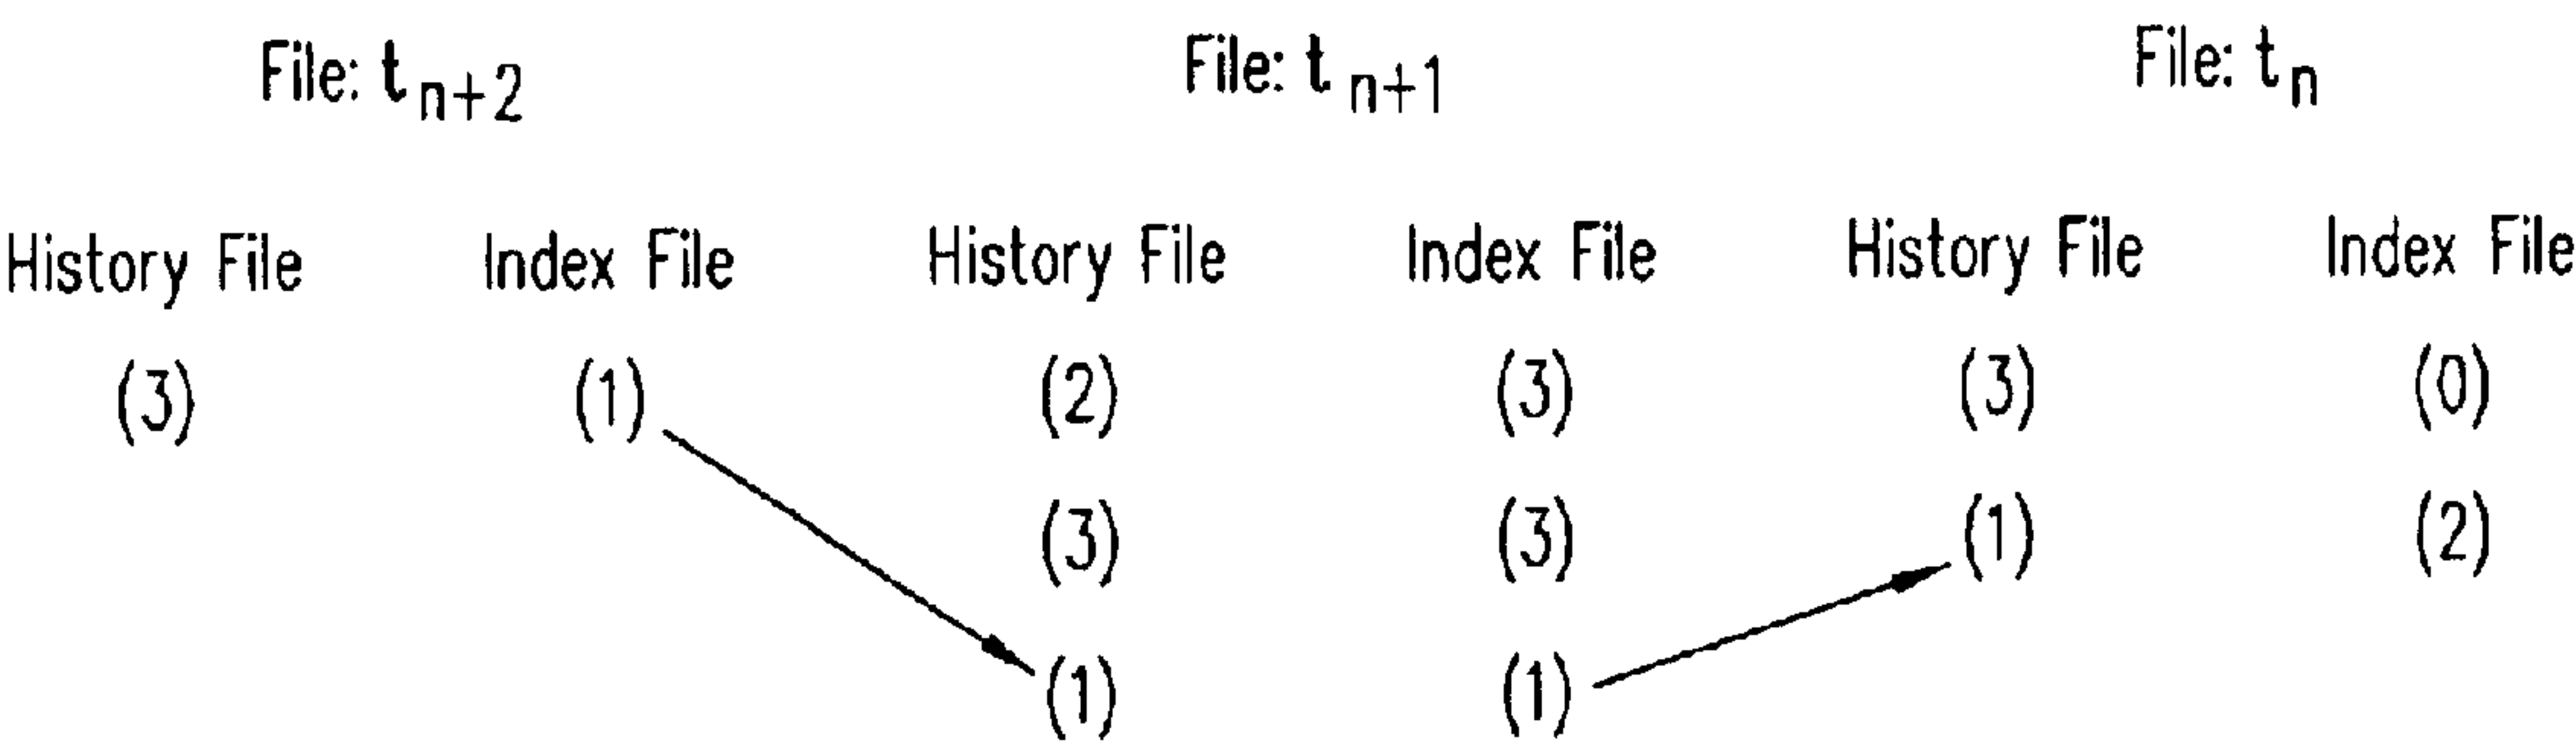 File: t n+2 File: t n+1 File: t n
History File Index File History File Index File History File Index File
(3) (1) (2) (3) (3) (0)
(3) (3) (1) (2)
(1) (1)